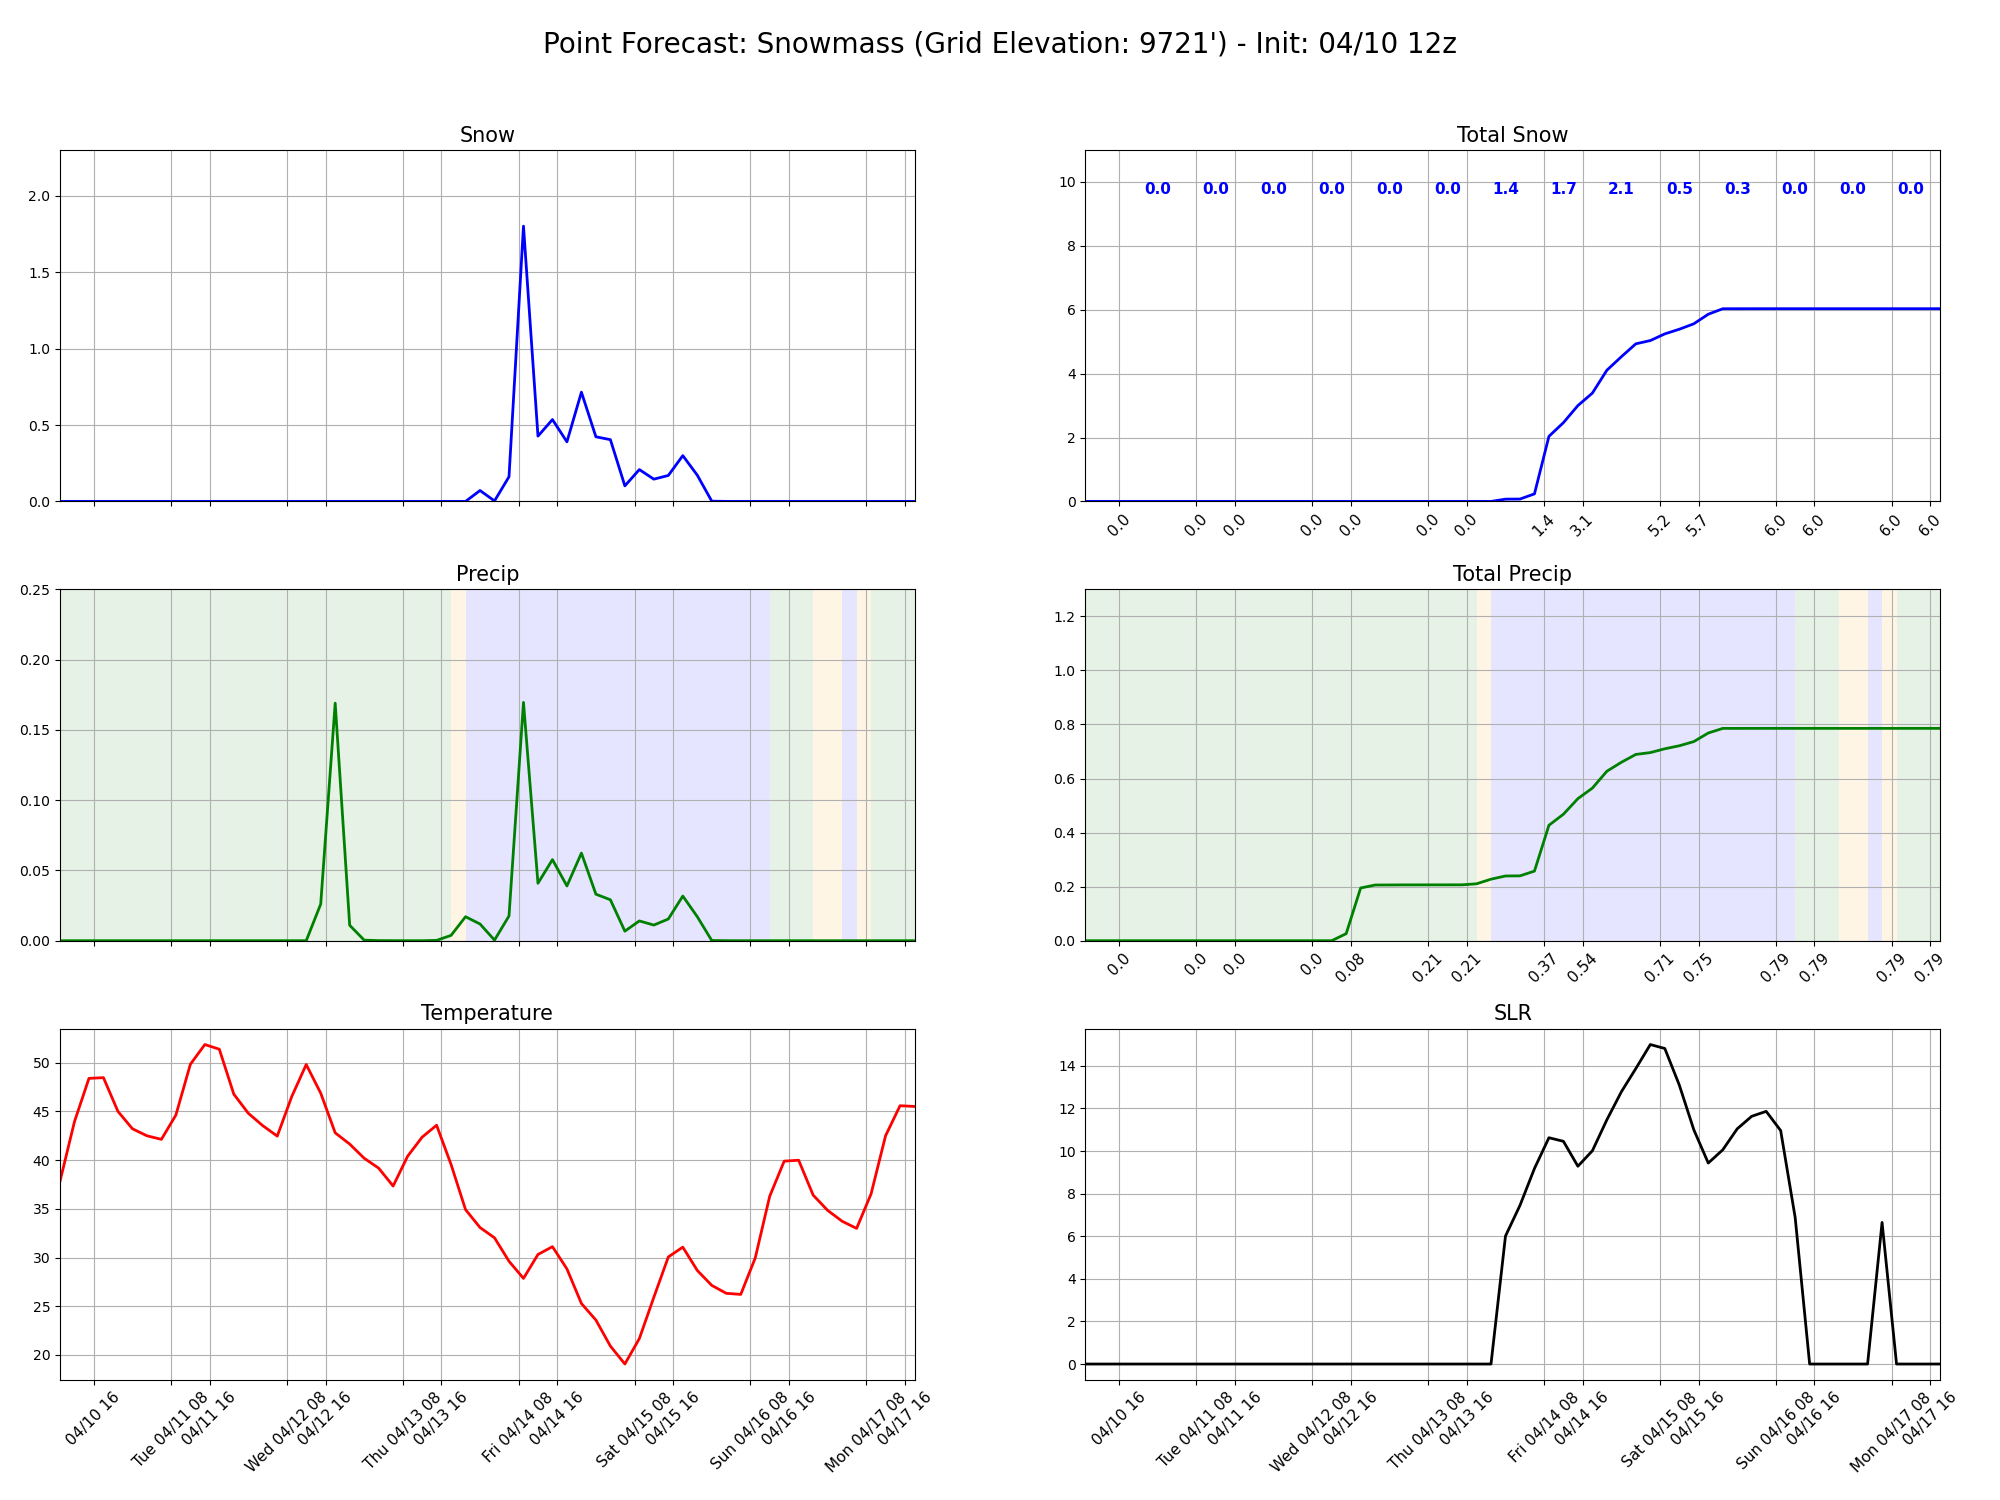 Point Forecast: Snowmass (Grid Elevation: 9721') - Init: 04/10 12z
Snow
2.0
1.5
1.0
0.5
0.0
Total Snow
10
8
6
4
2
0
0.0 0.0 0.0 0.0 0.0 0.0 1.4 1.7 2.1 0.5 0.3 0.0 0.0 0.0
0.0 0.0 0.0 0.0 0.0 0.0 0.0 1.4 3.1 5.2 5.7 6.0 6.0 6.0 6.0
Precip
0.25
0.20
0.15
0.10
0.05
0.00
Total Precip
1.2
1.0
0.8
0.6
0.4
0.2
0.0
0.0 0.0 0.0 0.0 0.08 0.21 0.21 0.37 0.54 0.71 0.75 0.79 0.79 0.79 0.79
Temperature
50
45
40
35
30
25
20
04/10 16
Tue 04/11 08
04/11 16
Wed 04/12 08
04/12 16
Thu 04/13 08
04/13 16
Fri 04/14 08
04/14 16
Sat 04/15 08
04/15 16
Sun 04/16 08
04/16 16
Mon 04/17 08
04/17 16
SLR
14
12
10
8
6
4
2
0
04/10 16
Tue 04/11 08
04/11 16
Wed 04/12 08
04/12 16
Thu 04/13 08
04/13 16
Fri 04/14 08
04/14 16
Sat 04/15 08
04/15 16
Sun 04/16 08
04/16 16
Mon 04/17 08
04/17 16